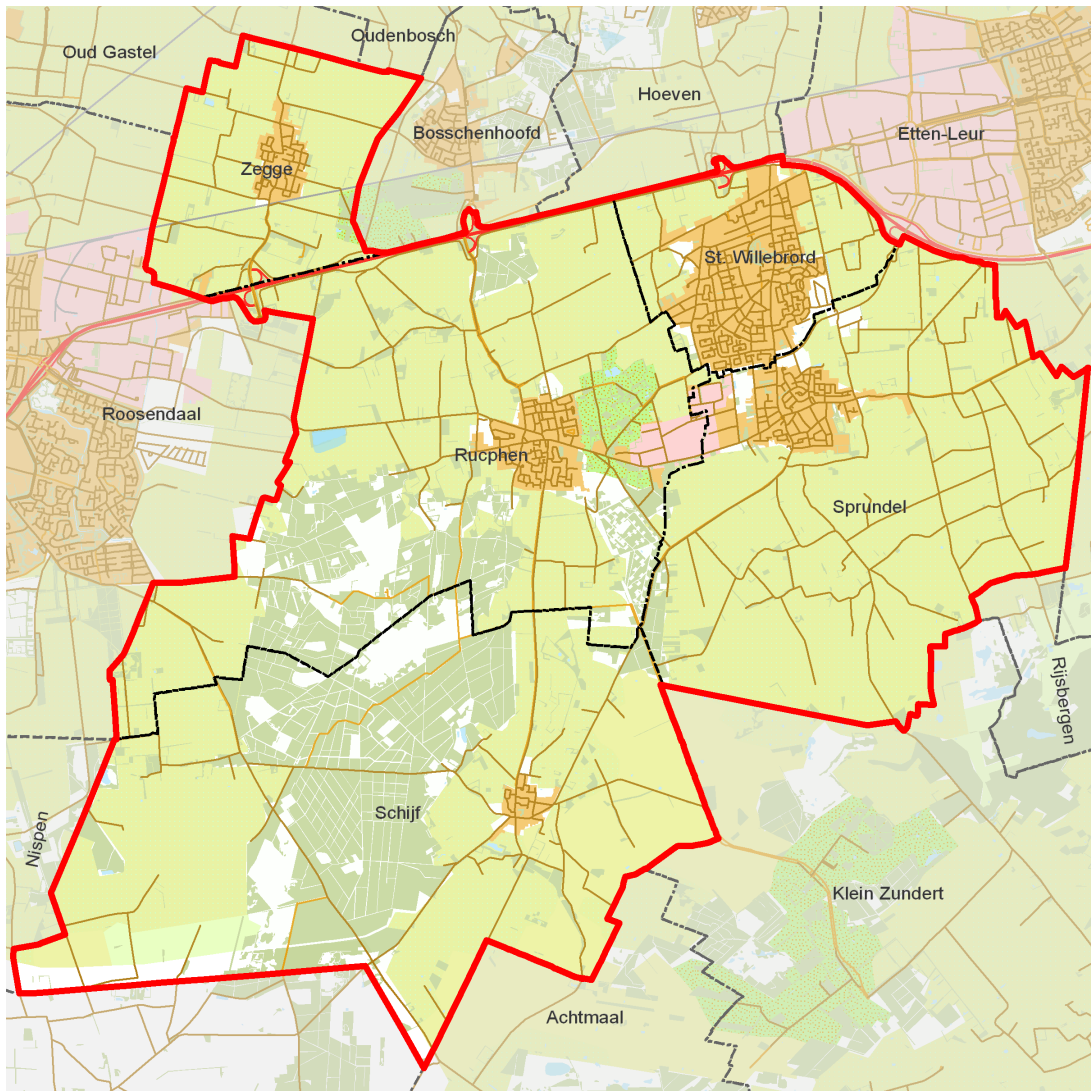 Oudenbosch
Oud Gastel
Hoeven
Bosschenhoofd
Etten-Leur
Zegge
St. Willebrord
Roosendaal
Rucphen
Sprundel
Rijsbergen
Schijf
Nispen
Klein Zundert
Achtmaal